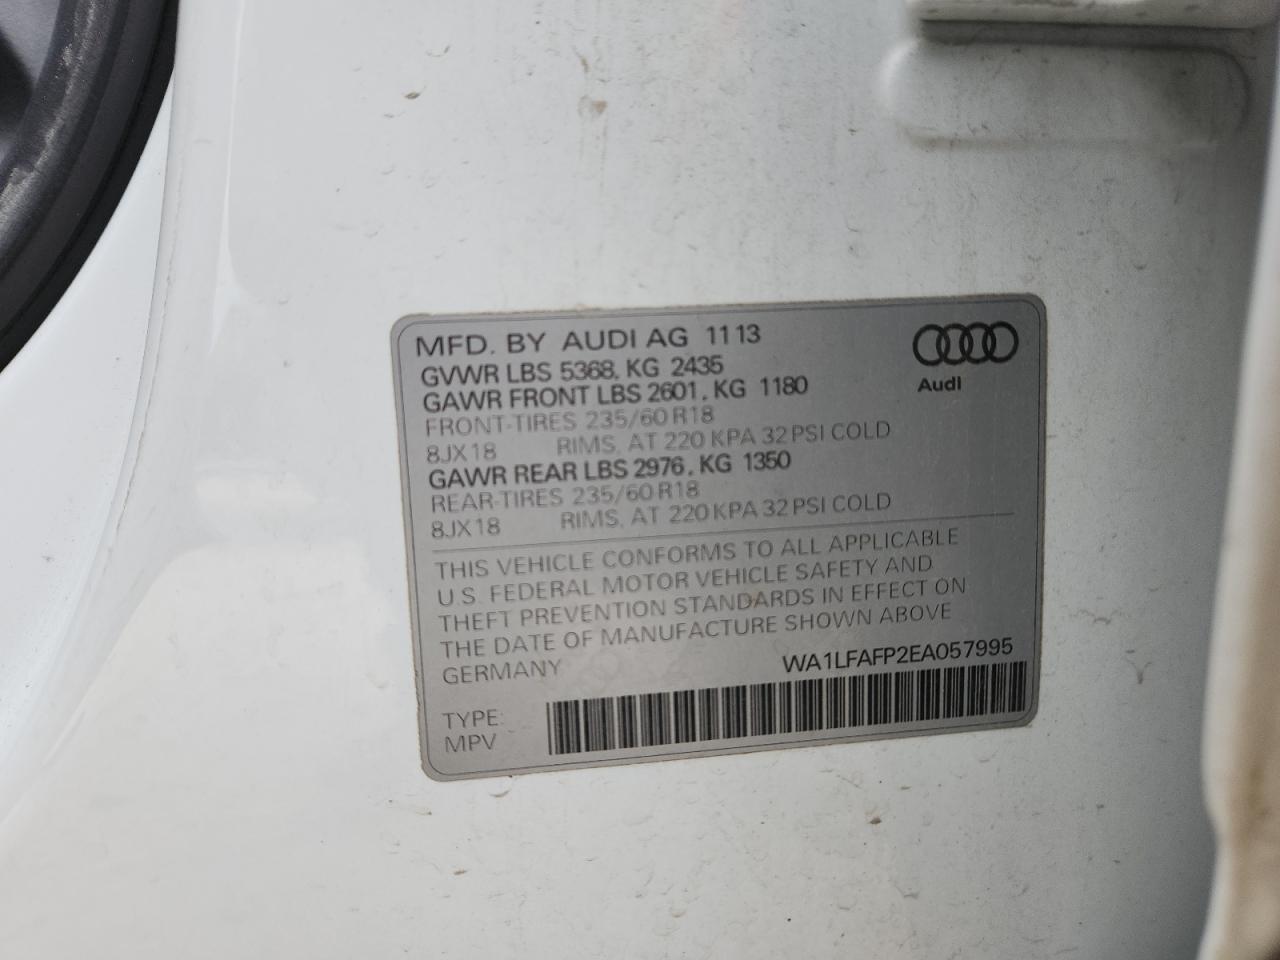 MFD. BY AUDI AG 11 13
Audi
GVWR LBS 5368, KG 2435
GAWR FRONT LBS 2601, KG 1180
FRONT-TIRES 235/60 R18
8JX18 RIMS, AT 220 KPA 32 PSI COLD
GAWR REAR LBS 2976, KG 1350
REAR-TIRES 235/60 R18
8JX18 RIMS, AT 220 KPA 32 PSI COLD
THIS VEHICLE CONFORMS TO ALL APPLICABLE
U.S. FEDERAL MOTOR VEHICLE SAFETY AND
THEFT PREVENTION STANDARDS IN EFFECT ON
THE DATE OF MANUFACTURE SHOWN ABOVE
GERMANY WA1LFAFP2EA057995
TYPE:
MPV